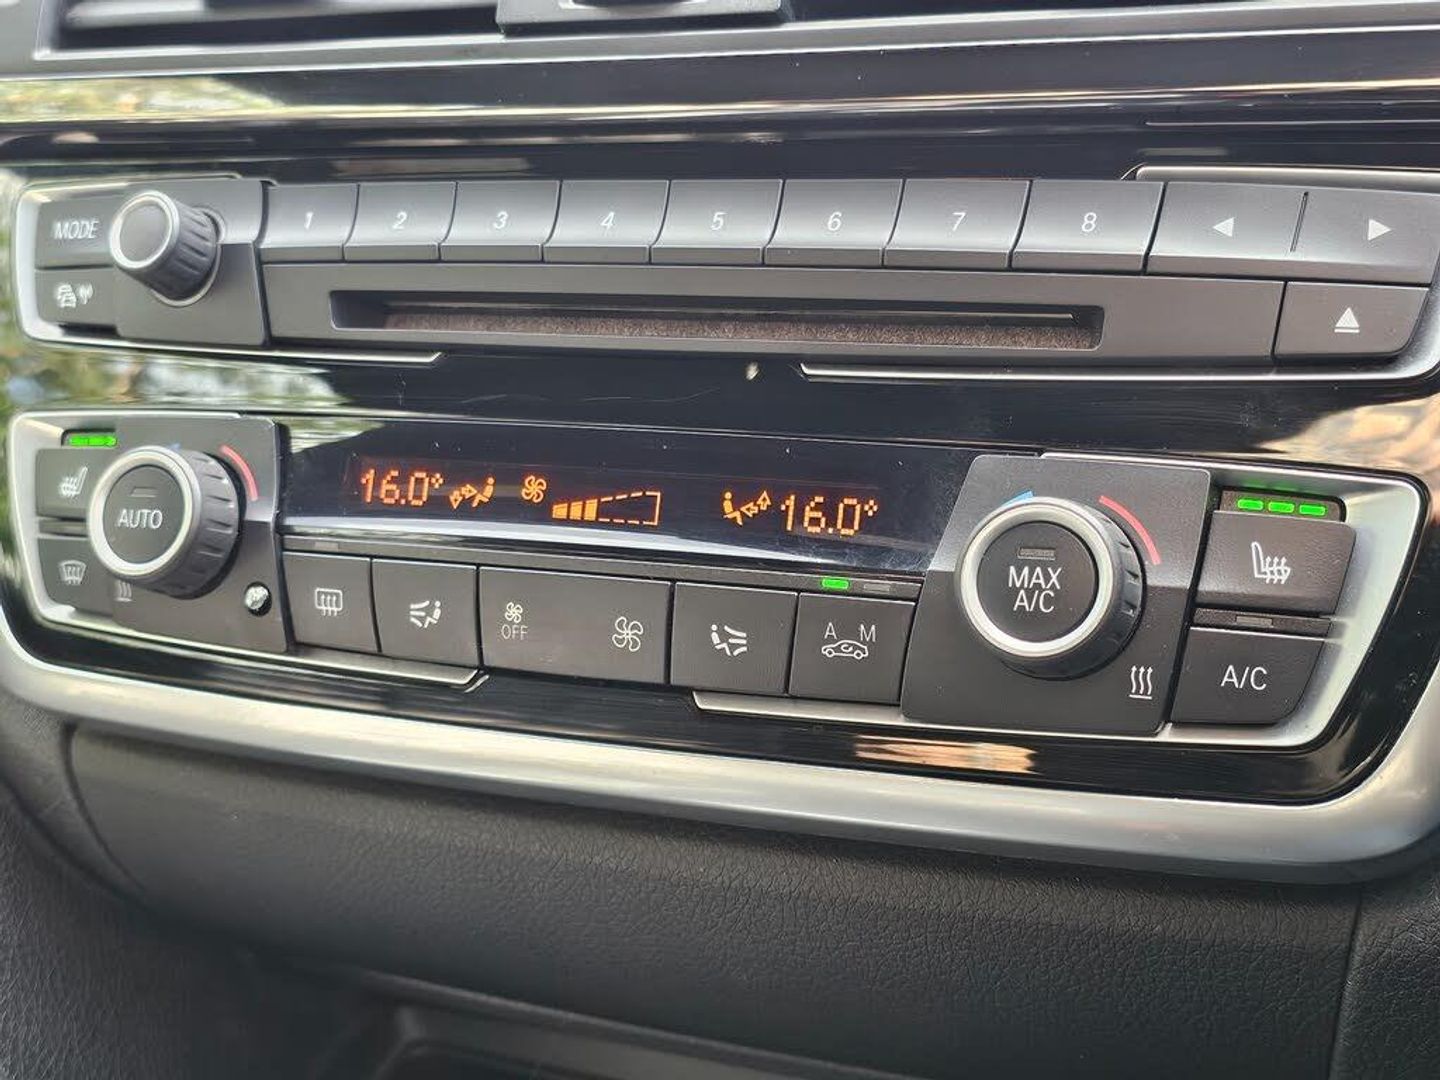 MODE 1 2 3 4 5 6 7 8
16.0° 16.0°
AUTO
OFF
A M
MAX
A/C
A/C